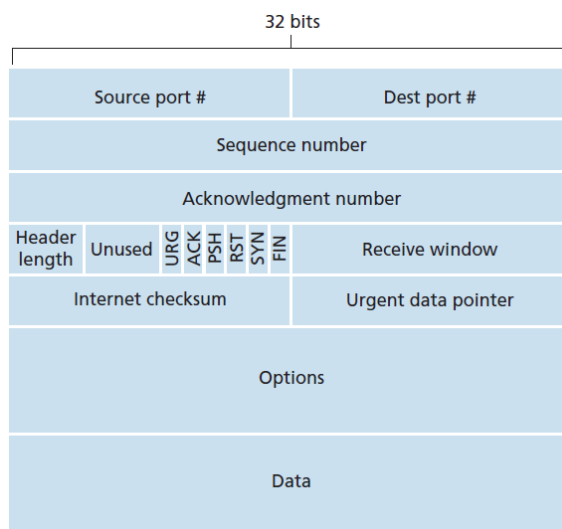 32 bits
Source port #
Dest port #
Sequence number
Acknowledgment number
Header
length
Unused
URG
ACK
PSH
RST
SYN
FIN
Receive window
Internet checksum
Urgent data pointer
Options
Data